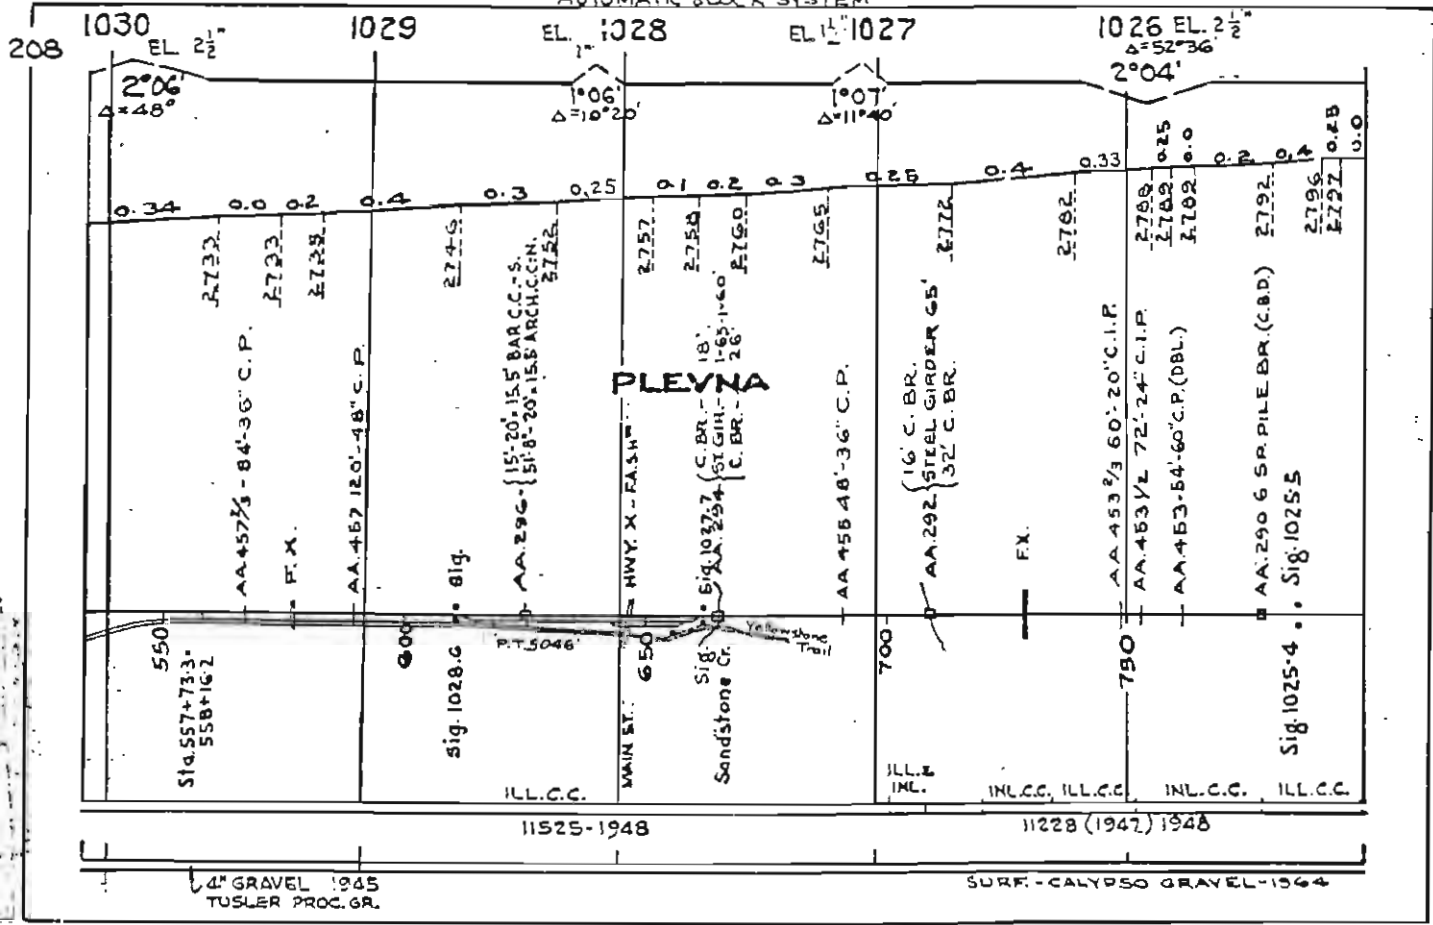 AUTOMATIC BLOCK SYSTEM
208
1030 1029 1028 1027 1026
EL. 2½" EL. 1" EL. 1½" EL. 2½"
Δ=52°36'
2°06' 1°06' 1°07' 2°04'
Δ=48° Δ=10°20' Δ=11°40'
0.34 0.0 0.2 0.4 0.3 0.25 0.1 0.2 0.3 0.25 0.4 0.33 0.25 0.0 0.2 0.4 0.28 0.0
2733 2733 2735 2746 2752 2757 2758 2760 2765 2772 2782 2788 2789 2789 2792 2796 2797
AA.457⅔-84'-36" C.P.
F.X.
AA.457 120'-48" C.P.
Sig.
AA.296-{15'-20'=15.5' BAR C.C.-S.
51'-8"-20'=15.5' ARCH.C.C.-N.
HWY. X-F.A.S.H
PLEVNA
Sig.1027.7
AA.294 {C. BR.- 18'
ST. GIR.- 1-63-1-60'
C. BR.- 26'
AA 455 48'-36" C.P.
AA.292 {16' C. BR.
STEEL GIRDER 65'
32' C. BR.
F.X.
AA 453⅔ 60'-20" C.I.P.
AA.453½ 72'-24" C.I.P.
AA.453-54'-60" C.P.(DBL.)
AA.290 6 SP. PILE BR.(C.B.D.)
Sig.1025.5
550 600 650 700 750
P.T. 5046'
Yellowstone
Trail
Sta.557+73.3=
558+16.2
Sig.1028.6
MAIN ST.
Sig.
Sandstone Cr.
Sig.1025.4
ILL.C.C. ILL.&
INL. INL.C.C. ILL.C.C. INL.C.C. ILL.C.C.
11525-1948 11228 (1947) 1948
4" GRAVEL 1945
TUSLER PROC. GR.
SURF.-CALYPSO GRAVEL-1964